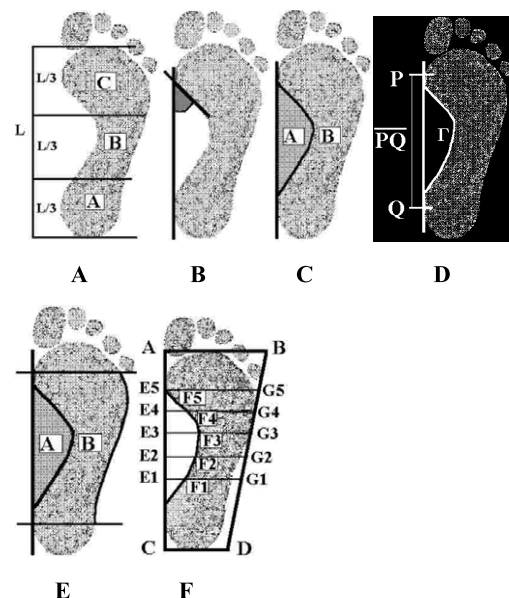 L/3 C
L
L/3 B
L/3 A
A
B
A B
C
P
PQ Γ
Q
D
A B
E
A B
E5 F5 G5
E4 F4 G4
E3 F3 G3
E2 F2 G2
E1 F1 G1
C D
F